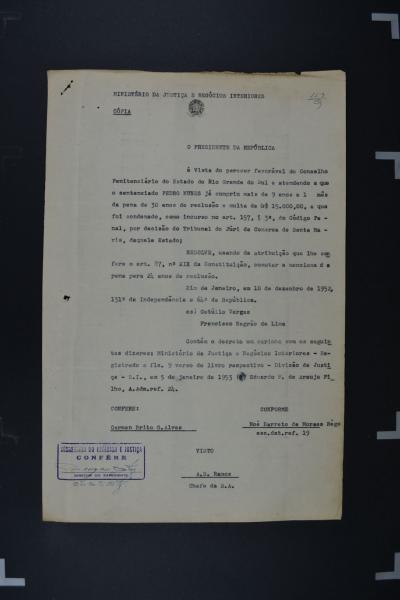 MINISTÉRIO DA JUSTIÇA E NEGÓCIOS INTERIORES
CÓPIA
O PRESIDENTE DA REPÚBLICA
à Vista do parecer favorável do Conselho
Penitenciário do Estado do Rio Grande do Sul e atendendo a que
o sentenciado PEDRO NUNES já cumpriu mais de 9 anos e 1 mês
da pena de 30 anos de reclusão e multa de 15.000,00, a que
foi condenado, como incurso no art. 157, § 3º, do Código Pe-
nal, por decisão do Tribunal do Júri da Comarca de Santa Ma-
ria, daquele Estado;
RESOLVE, usando da atribuição que lhe con
fere o art. 87, nº XIX da Constituição, comutar a menciona d
pena para 24 anos de reclusão.
Rio de Janeiro, em 18 de dezembro de 1952,
131º da Independência e 64º da República.
as) Getúlio Vargas
Francisco Negrão de Lima
Contém o decreto um carimbo com os seguin
tes dizeres: Ministério da Justiça e Negócios Interiores - Re-
gistrado a fls. 9 verso do livro respectivo - Divisão de Justi
ça - D.I., em 5 de janeiro de 1953 Eduardo P. de Araujo Fi
lho, A.Adm.ref. 24.
CONFERE: CONFORME
Carmen Brito S.Alves Noé Barreto de Moraes Rêgo
esc.dat.ref. 19
VISTO
A.D. Ramos
Chefe da S.A.
CONFERE